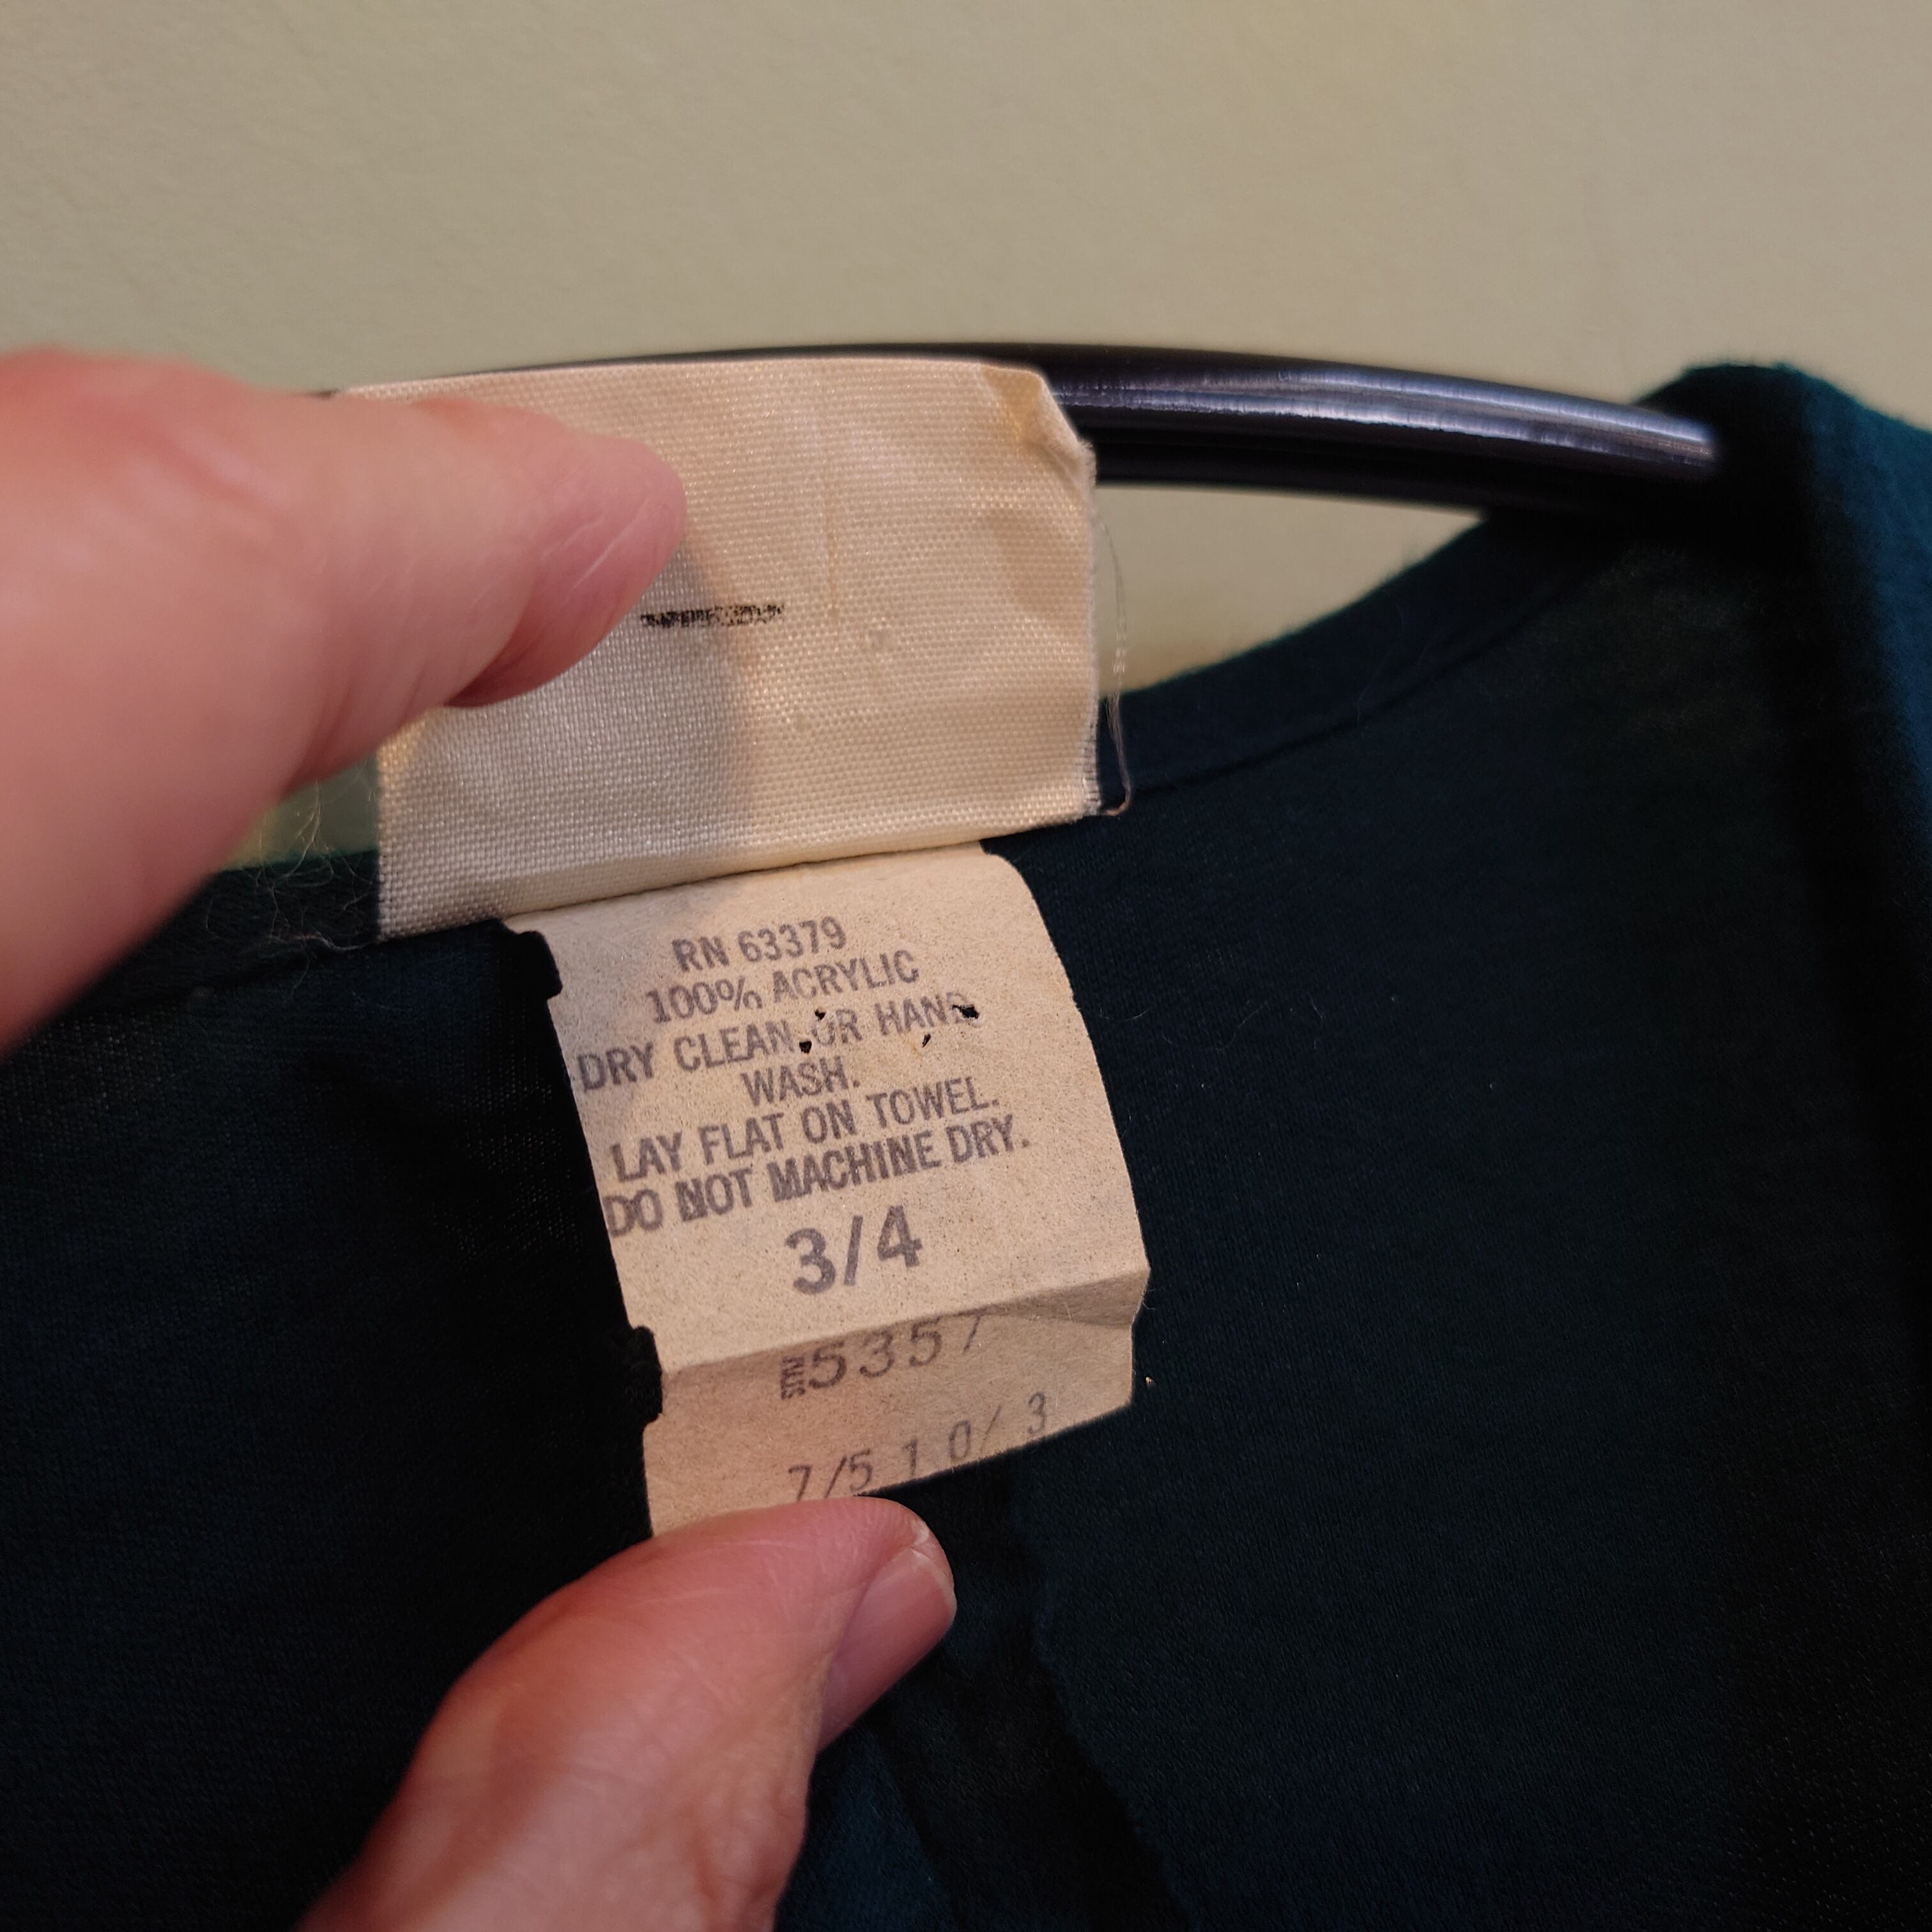 RN 63379
100% ACRYLIC
DRY CLEAN OR HAND
WASH.
LAY FLAT ON TOWEL.
DO NOT MACHINE DRY.
3/4
STYLE 5357
7/5 1 0/ 3